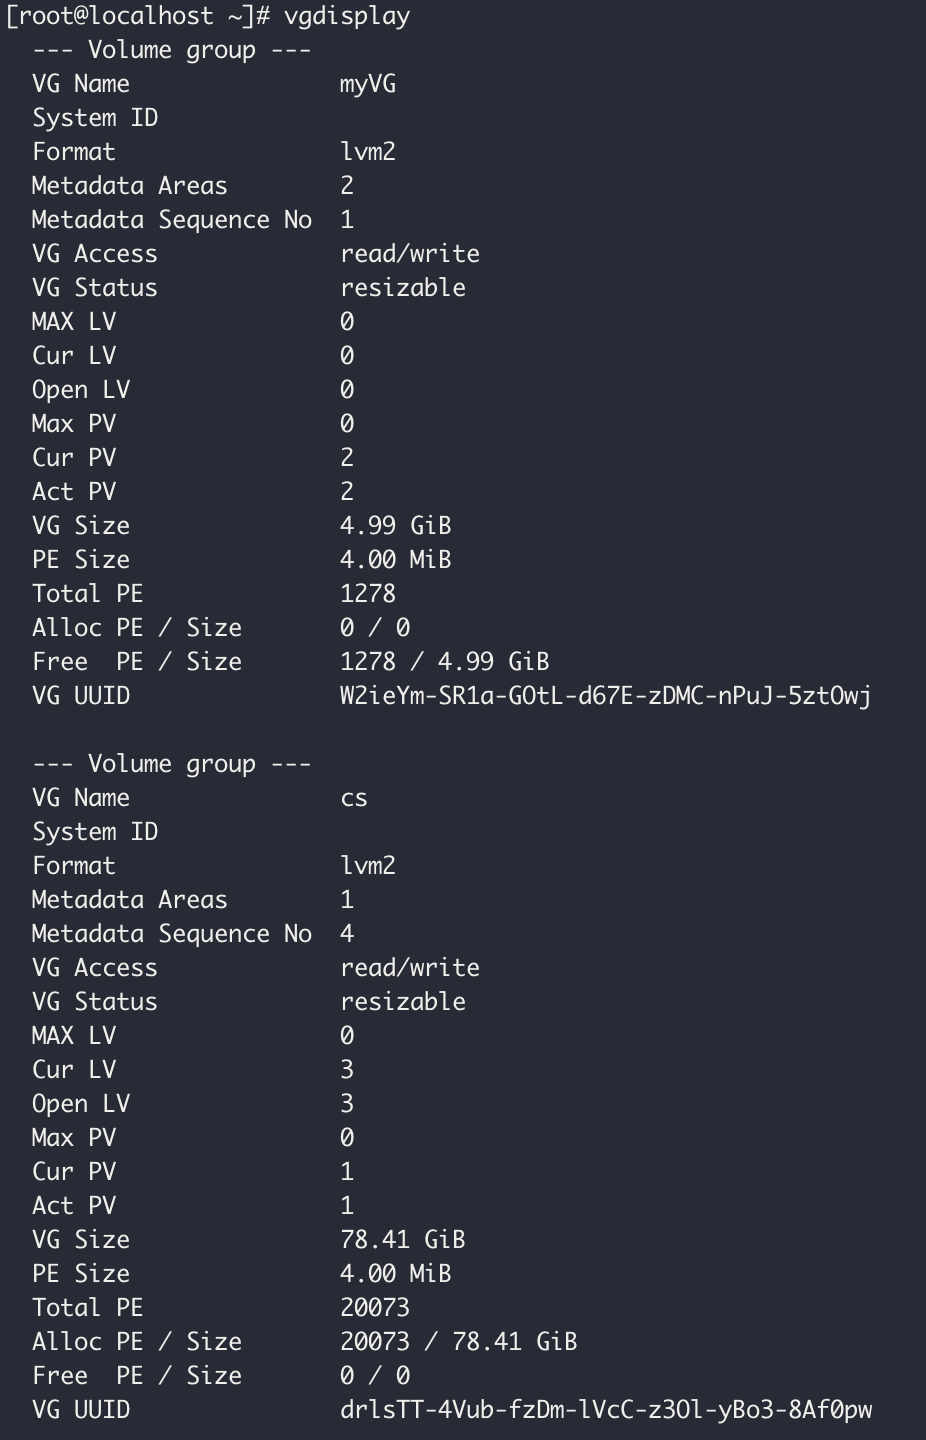 [root@localhost ~]# vgdisplay
--- Volume group ---
VG Name myVG
System ID
Format lvm2
Metadata Areas 2
Metadata Sequence No 1
VG Access read/write
VG Status resizable
MAX LV 0
Cur LV 0
Open LV 0
Max PV 0
Cur PV 2
Act PV 2
VG Size 4.99 GiB
PE Size 4.00 MiB
Total PE 1278
Alloc PE / Size 0 / 0
Free  PE / Size 1278 / 4.99 GiB
VG UUID W2ieYm-SR1a-GOtL-d67E-zDMC-nPuJ-5ztOwj
--- Volume group ---
VG Name cs
System ID
Format lvm2
Metadata Areas 1
Metadata Sequence No 4
VG Access read/write
VG Status resizable
MAX LV 0
Cur LV 3
Open LV 3
Max PV 0
Cur PV 1
Act PV 1
VG Size 78.41 GiB
PE Size 4.00 MiB
Total PE 20073
Alloc PE / Size 20073 / 78.41 GiB
Free  PE / Size 0 / 0
VG UUID drlsTT-4Vub-fzDm-lVcC-z3Ol-yBo3-8Af0pw